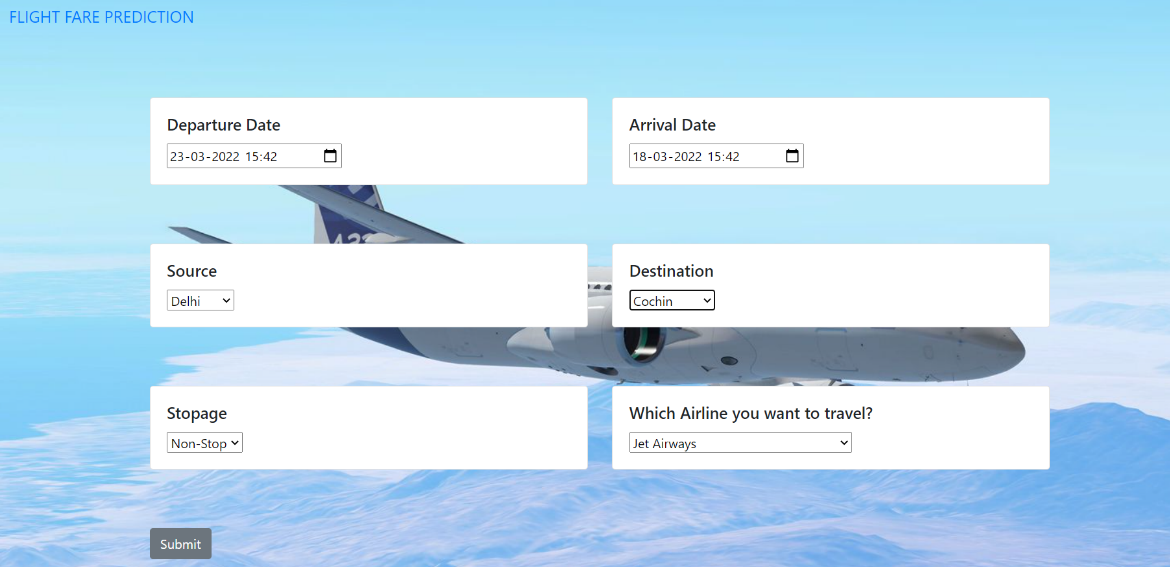 FLIGHT FARE PREDICTION
Departure Date
23-03-2022 15:42
Arrival Date
18-03-2022 15:42
Source
Delhi
Destination
Cochin
Stopage
Non-Stop
Which Airline you want to travel?
Jet Airways
Submit